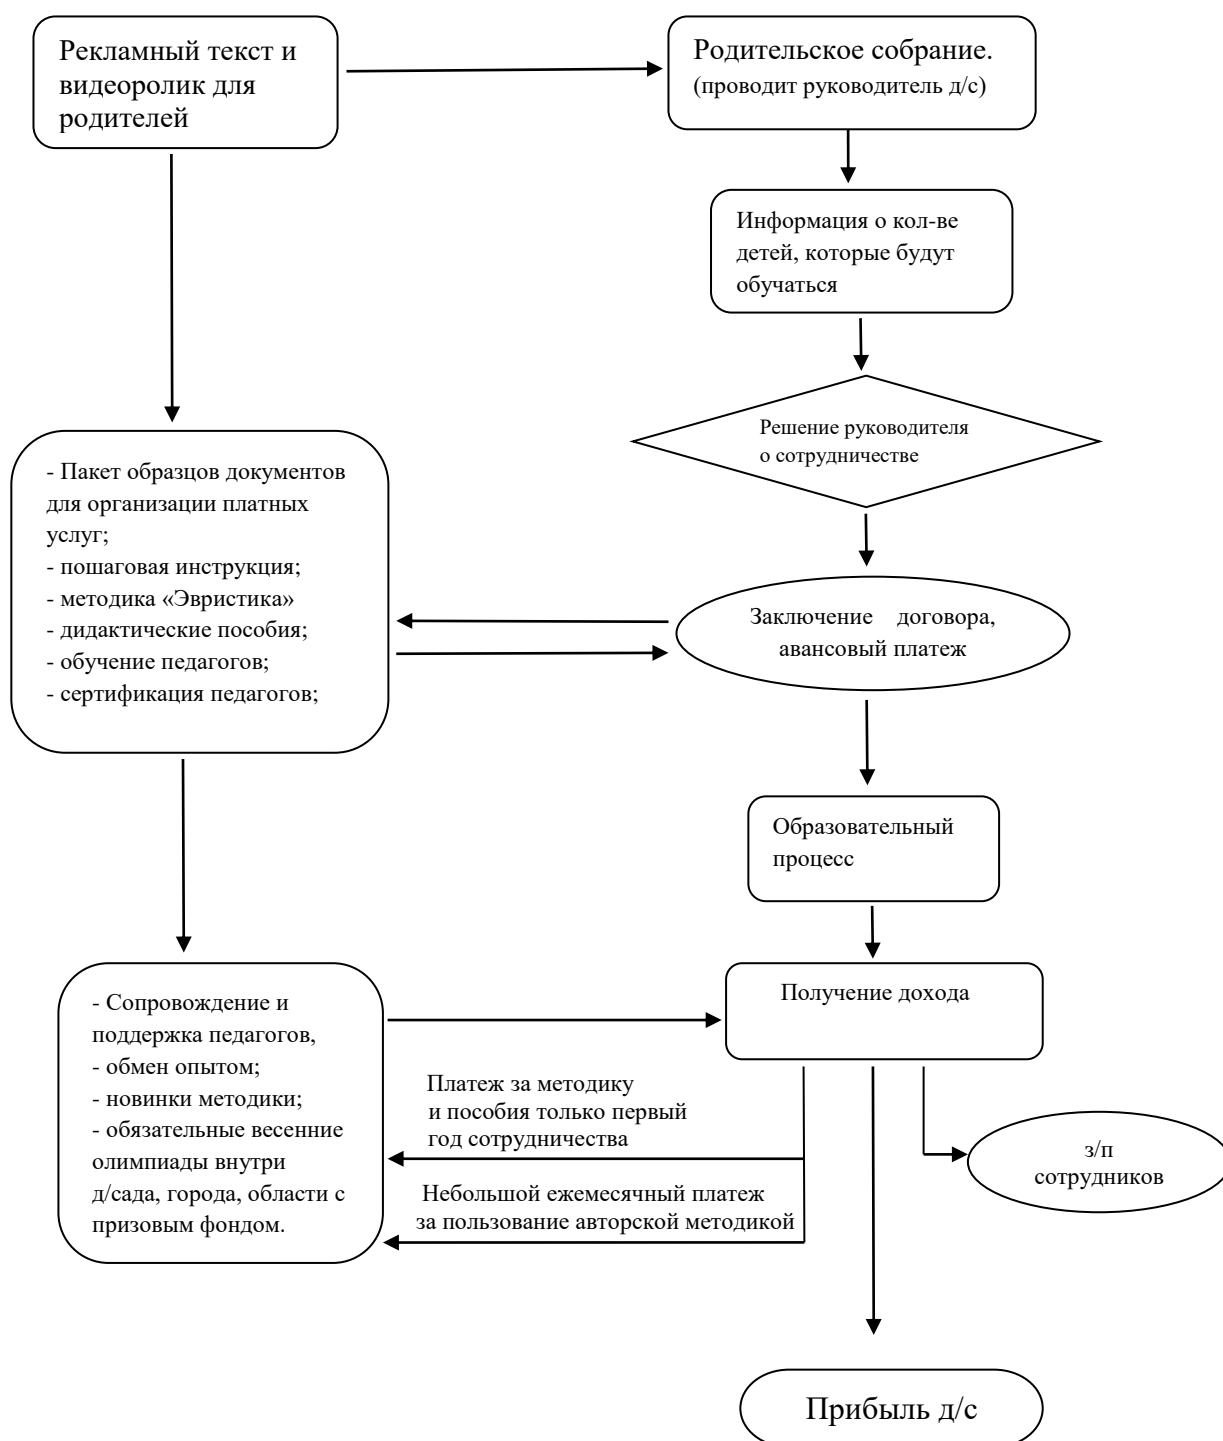 Рекламный текст и
видеоролик для
родителей
Родительское собрание.
(проводит руководитель д/с)
Информация о кол-ве
детей, которые будут
обучаться
Решение руководителя
о сотрудничестве
- Пакет образцов документов
для организации платных
услуг;
- пошаговая инструкция;
- методика «Эвристика»
- дидактические пособия;
- обучение педагогов;
- сертификация педагогов;
Заключение договора,
авансовый платеж
Образовательный
процесс
- Сопровождение и
поддержка педагогов,
- обмен опытом;
- новинки методики;
- обязательные весенние
олимпиады внутри
д/сада, города, области с
призовым фондом.
Получение дохода
Платеж за методику
и пособия только первый
год сотрудничества
Небольшой ежемесячный платеж
за пользование авторской методикой
з/п
сотрудников
Прибыль д/с